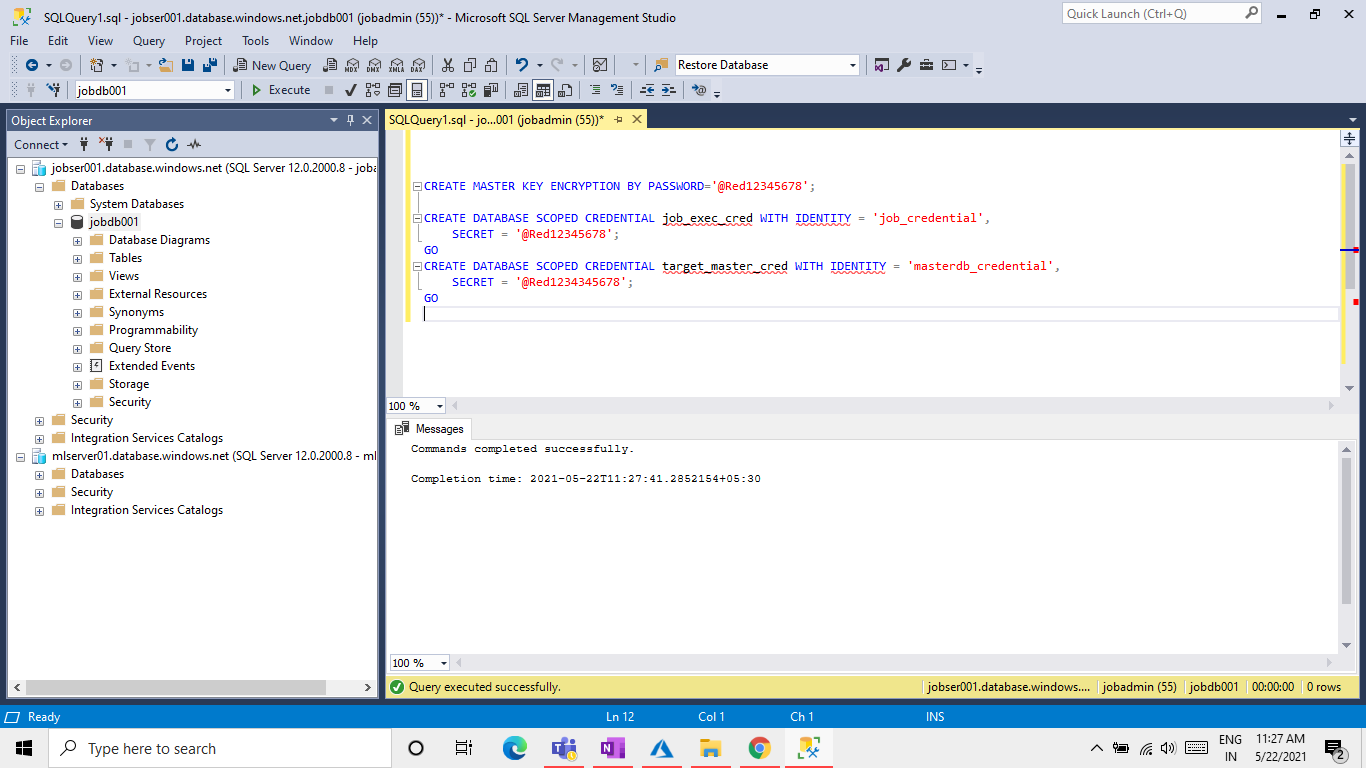 SQLQuery1.sql - jobser001.database.windows.net.jobdb001 (jobadmin (55))* - Microsoft SQL Server Management Studio
Quick Launch (Ctrl+Q)
File Edit View Query Project Tools Window Help
New Query
MDX DMX XMLA DAX
Restore Database
jobdb001
Execute
Object Explorer
SQLQuery1.sql - jo...001 (jobadmin (55))*
Connect
jobser001.database.windows.net (SQL Server 12.0.2000.8 - joba
Databases
System Databases
jobdb001
Database Diagrams
Tables
Views
External Resources
Synonyms
Programmability
Query Store
Extended Events
Storage
Security
Security
Integration Services Catalogs
mlserver01.database.windows.net (SQL Server 12.0.2000.8 - ml
Databases
Security
Integration Services Catalogs
CREATE MASTER KEY ENCRYPTION BY PASSWORD='@Red12345678';
CREATE DATABASE SCOPED CREDENTIAL job_exec_cred WITH IDENTITY = 'job_credential',
SECRET = '@Red12345678';
GO
CREATE DATABASE SCOPED CREDENTIAL target_master_cred WITH IDENTITY = 'masterdb_credential',
SECRET = '@Red1234345678';
GO
100 %
Messages
Commands completed successfully.
Completion time: 2021-05-22T11:27:41.2852154+05:30
100 %
Query executed successfully.
jobser001.database.windows.... jobadmin (55) jobdb001 00:00:00 0 rows
Ready
Ln 12 Col 1 Ch 1 INS
Type here to search
ENG
IN
11:27 AM
5/22/2021
2